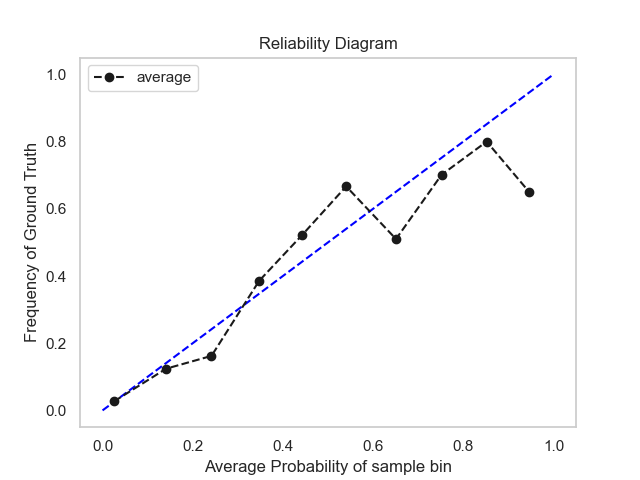 Reliability Diagram
average
Frequency of Ground Truth
1.0
0.8
0.6
0.4
0.2
0.0
0.0 0.2 0.4 0.6 0.8 1.0
Average Probability of sample bin